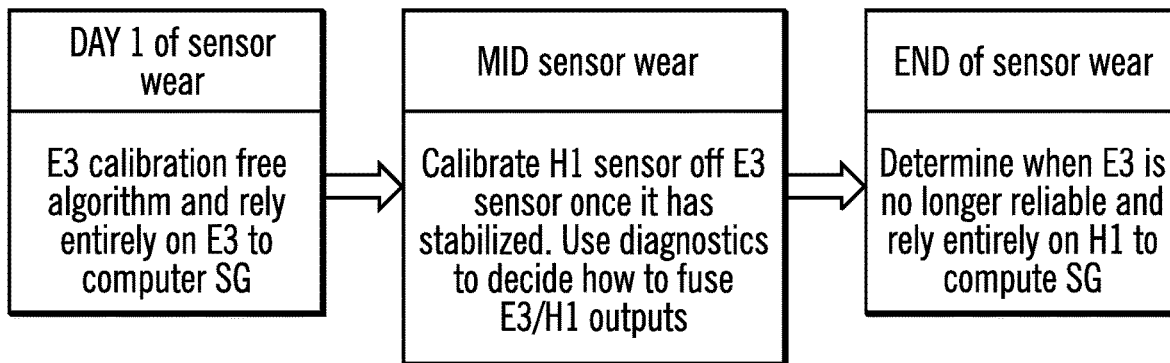 DAY 1 of sensor
wear
E3 calibration free
algorithm and rely
entirely on E3 to
computer SG
MID sensor wear
Calibrate H1 sensor off E3
sensor once it has
stabilized. Use diagnostics
to decide how to fuse
E3/H1 outputs
END of sensor wear
Determine when E3 is
no longer reliable and
rely entirely on H1 to
compute SG